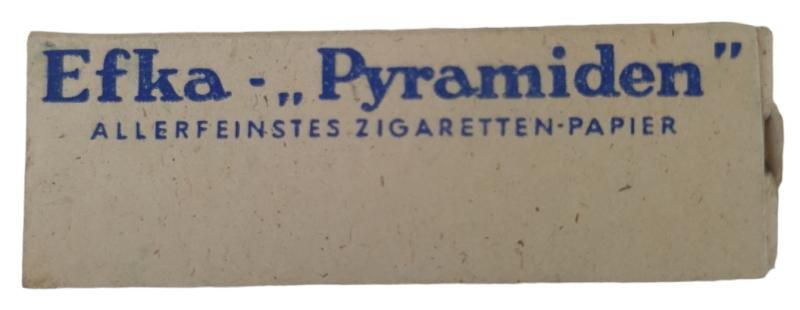 Efka - „Pyramiden”
ALLERFEINSTES ZIGARETTEN-PAPIER